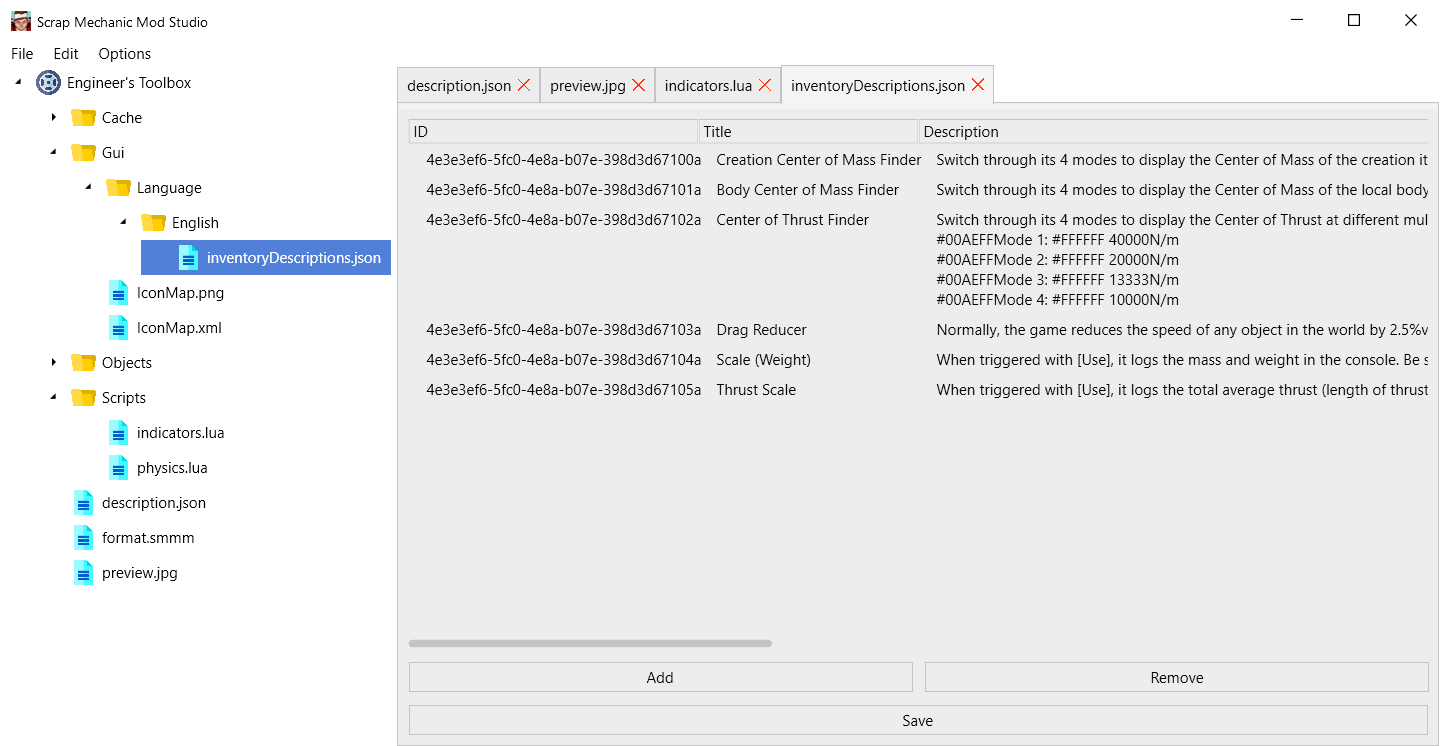 Scrap Mechanic Mod Studio
File Edit Options
Engineer's Toolbox
Cache
Gui
Language
English
inventoryDescriptions.json
IconMap.png
IconMap.xml
Objects
Scripts
indicators.lua
physics.lua
description.json
format.smmm
preview.jpg
description.json preview.jpg indicators.lua inventoryDescriptions.json
ID Title Description
4e3e3ef6-5fc0-4e8a-b07e-398d3d67100a Creation Center of Mass Finder Switch through its 4 modes to display the Center of Mass of the creation it
4e3e3ef6-5fc0-4e8a-b07e-398d3d67101a Body Center of Mass Finder Switch through its 4 modes to display the Center of Mass of the local body
4e3e3ef6-5fc0-4e8a-b07e-398d3d67102a Center of Thrust Finder Switch through its 4 modes to display the Center of Thrust at different mul
#00AEFFMode 1: #FFFFFF 40000N/m
#00AEFFMode 2: #FFFFFF 20000N/m
#00AEFFMode 3: #FFFFFF 13333N/m
#00AEFFMode 4: #FFFFFF 10000N/m
4e3e3ef6-5fc0-4e8a-b07e-398d3d67103a Drag Reducer Normally, the game reduces the speed of any object in the world by 2.5%v
4e3e3ef6-5fc0-4e8a-b07e-398d3d67104a Scale (Weight) When triggered with [Use], it logs the mass and weight in the console. Be s
4e3e3ef6-5fc0-4e8a-b07e-398d3d67105a Thrust Scale When triggered with [Use], it logs the total average thrust (length of thrust
Add Remove
Save